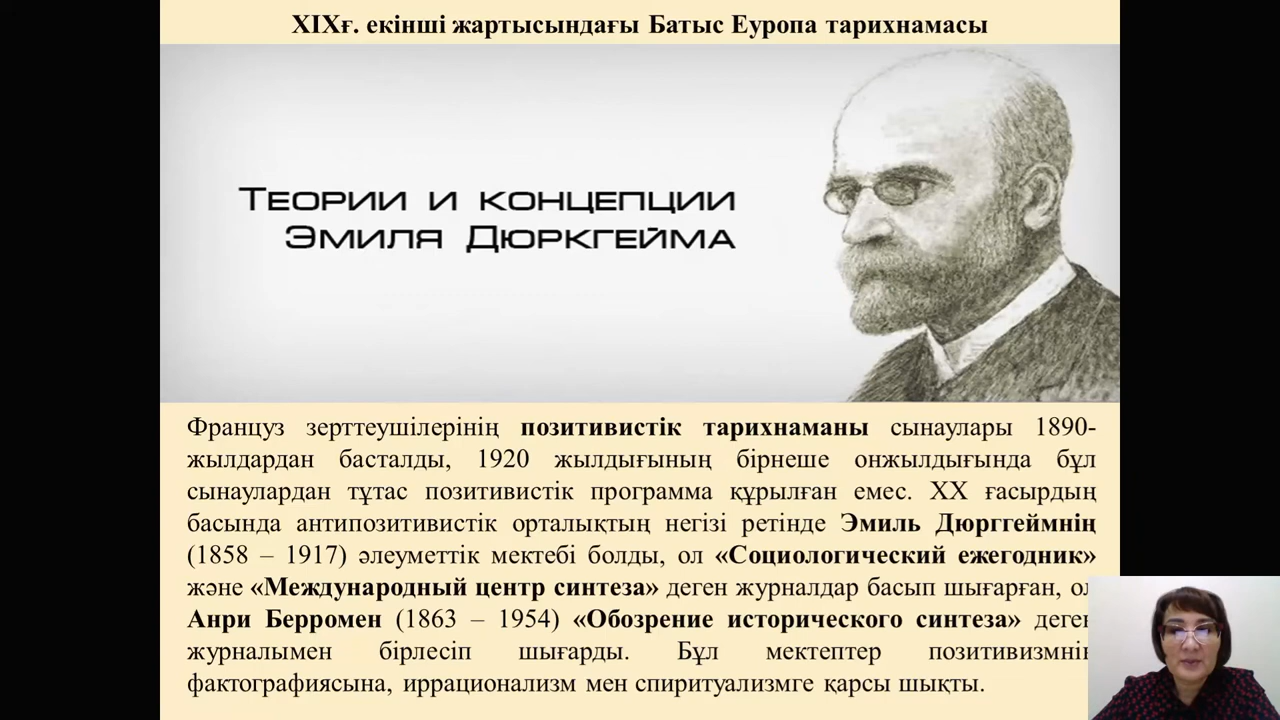 XIXғ. екінші жартысындағы Батыс Еуропа тарихнамасы
Теории и концепции
Эмиля Дюркгейма
Француз зерттеушілерінің позитивистік тарихнаманы сынаулары 1890-
жылдардан басталды, 1920 жылдығының бірнеше онжылдығында бұл
сынаулардан тұтас позитивистік программа құрылған емес. XX ғасырдың
басында антипозитивистік орталықтың негізі ретінде Эмиль Дюрггеймнің
(1858 – 1917) әлеуметтік мектебі болды, ол «Социологический ежегодник»
және «Международный центр синтеза» деген журналдар басып шығарған, ол
Анри Берромен (1863 – 1954) «Обозрение исторического синтеза» деген
журналымен бірлесіп шығарды. Бұл мектептер позитивизмнің
фактографиясына, иррационализм мен спиритуализмге қарсы шықты.